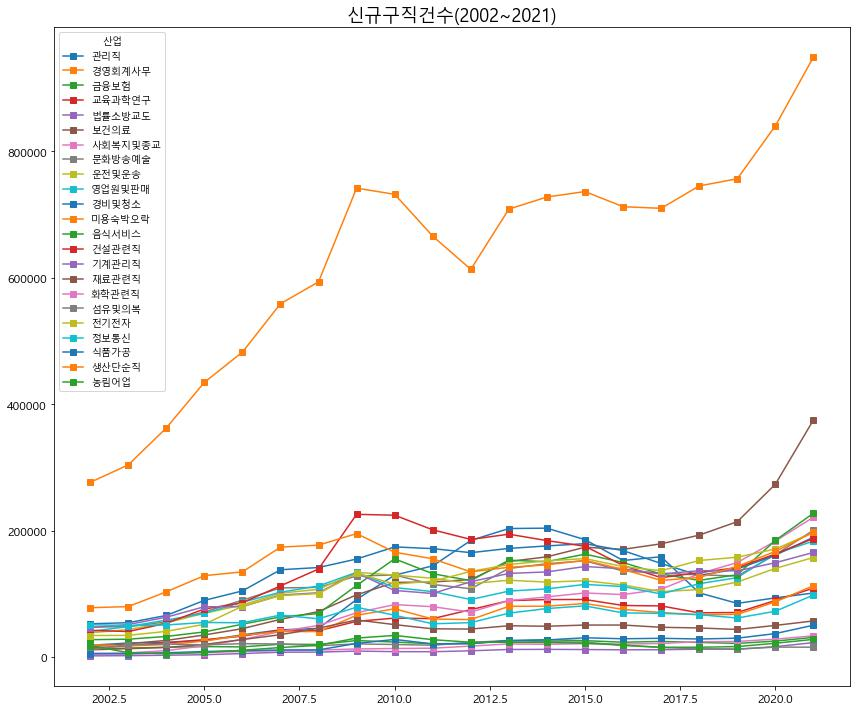 신규구직건수(2002~2021)
산업
관리직
경영회계사무
금융보험
교육과학연구
법률소방교도
보건의료
사회복지및종교
문화방송예술
운전및운송
영업원및판매
경비및청소
미용숙박오락
음식서비스
건설관련직
기계관리직
재료관련직
화학관련직
섬유및의복
전기전자
정보통신
식품가공
생산단순직
농림어업
800000
600000
400000
200000
0
2002.5 2005.0 2007.5 2010.0 2012.5 2015.0 2017.5 2020.0